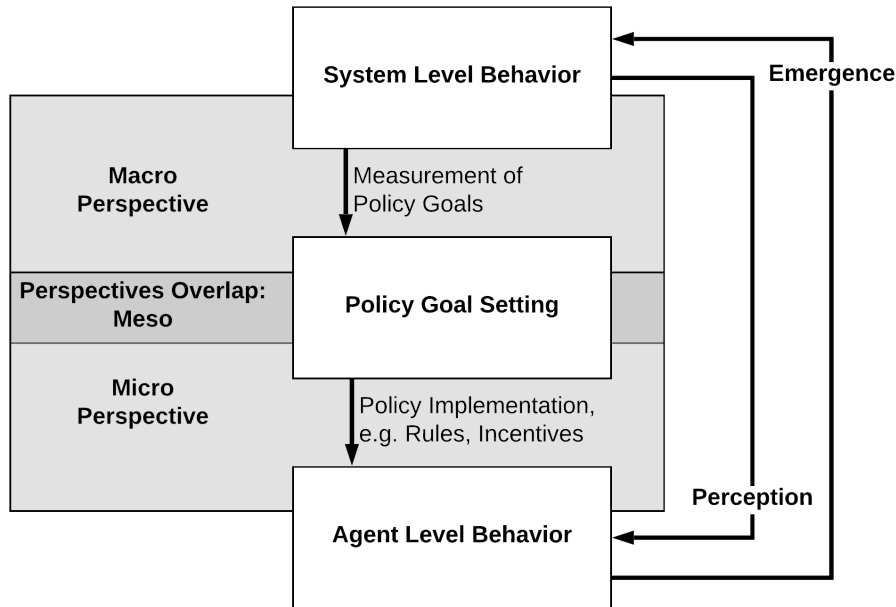 System Level Behavior
Emergence
Macro
Perspective
Measurement of
Policy Goals
Perspectives Overlap:
Meso
Policy Goal Setting
Micro
Perspective
Policy Implementation,
e.g. Rules, Incentives
Perception
Agent Level Behavior